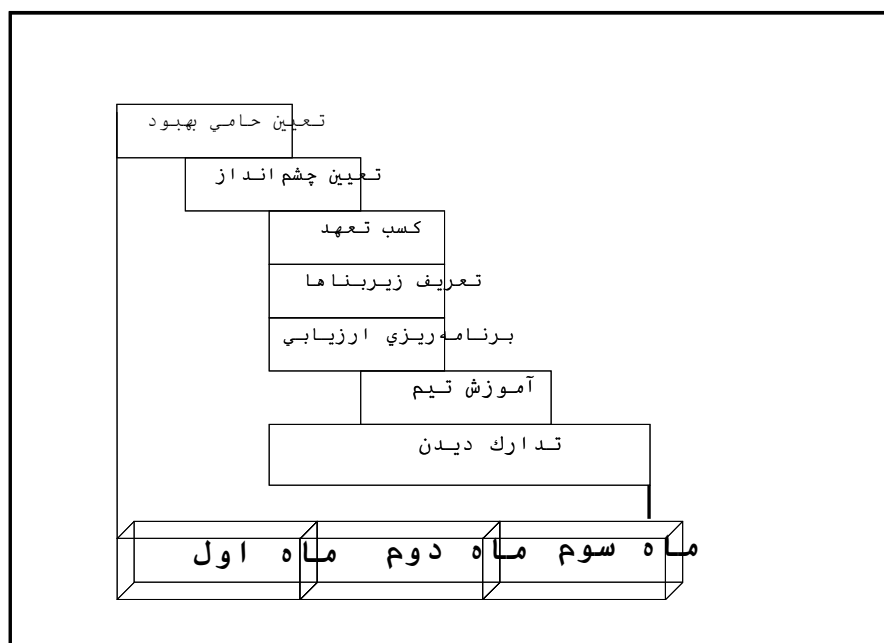 تعيين حامي بهبود
تعيين چشم‌انداز
كسب تعهد
تعريف زيربناها
برنامه‌ريزي ارزيابي
آموزش تيم
تدارك ديدن
ماه اول ماه دوم ماه سوم